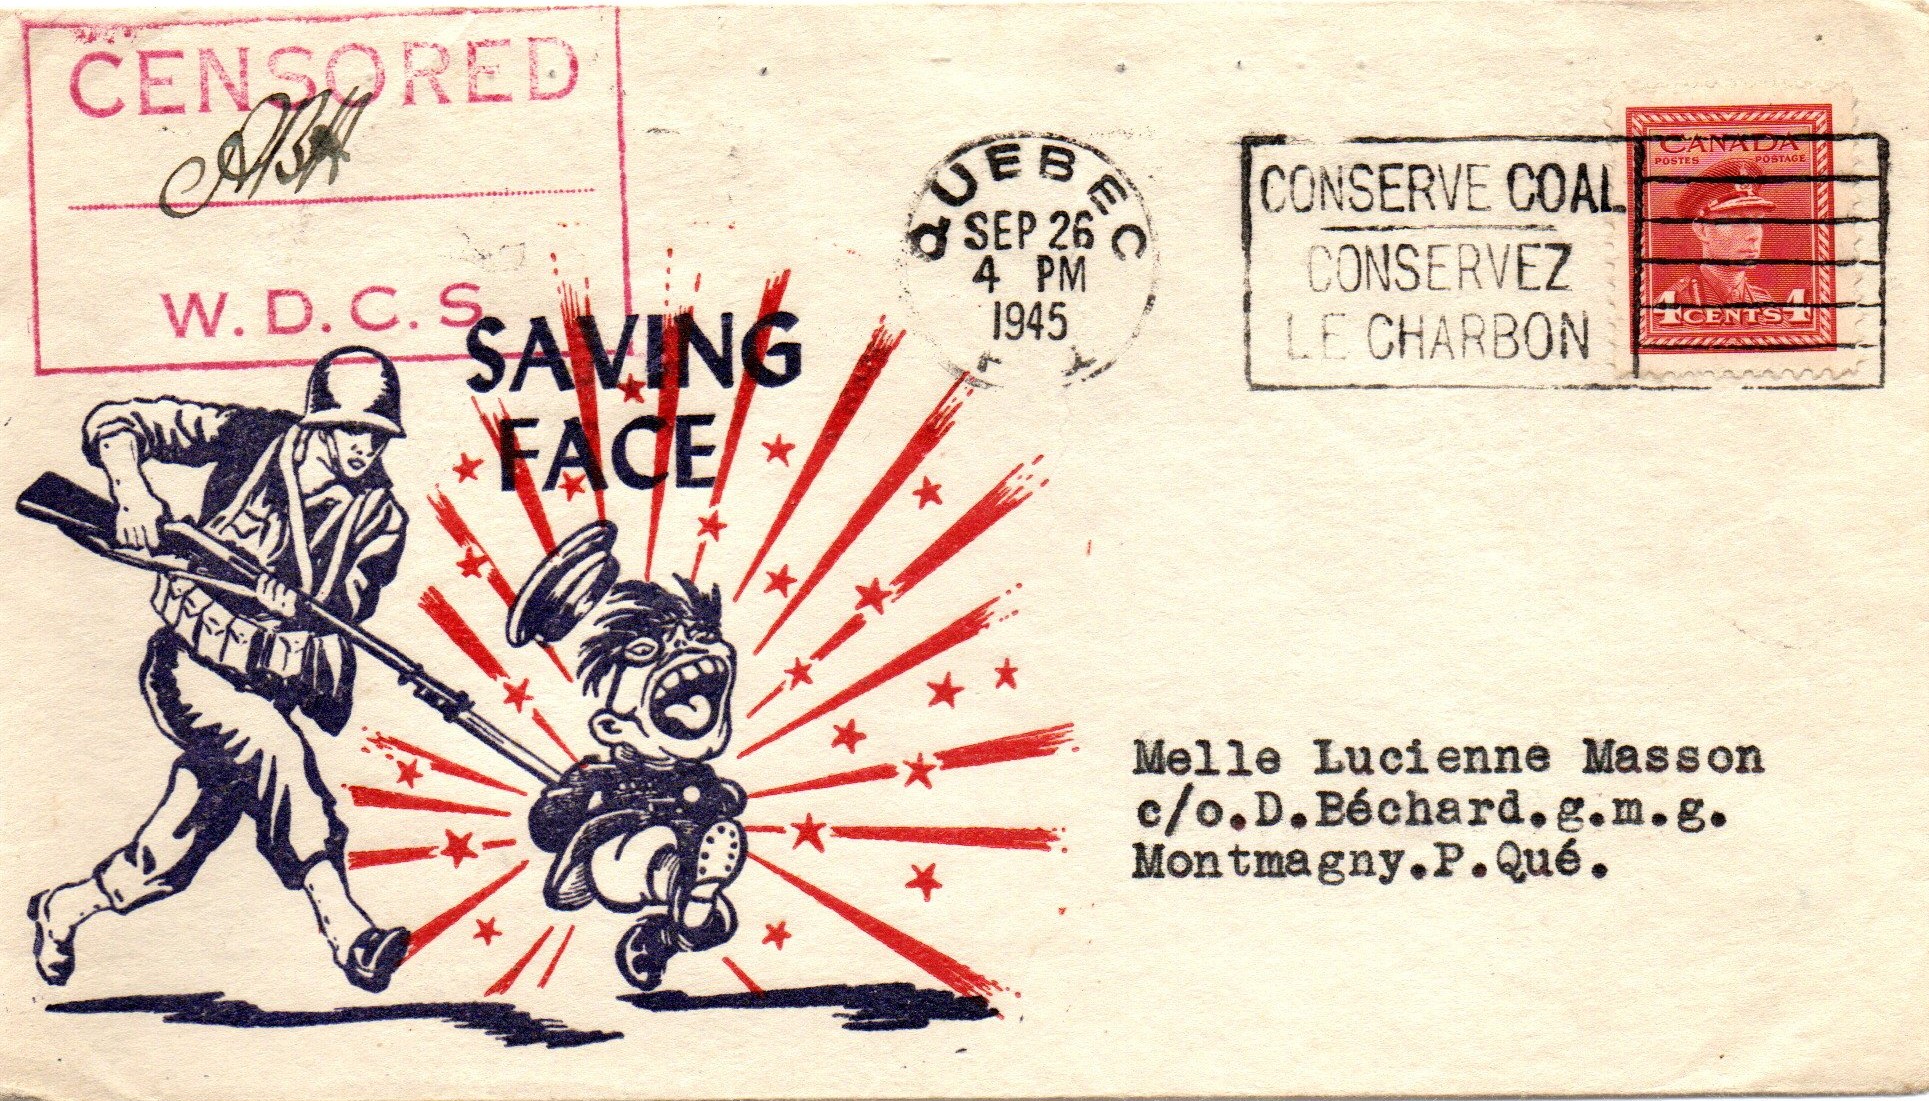 CENSORED
ABH
W.D.C.S.
SAVING
FACE
QUEBEC
SEP 26
4 PM
1945
CONSERVE COAL
CONSERVEZ
LE CHARBON
CANADA
POSTES POSTAGE
4 CENTS 4
Melle Lucienne Masson
c/o.D.Béchard.g.m.g.
Montmagny.P.Qué.